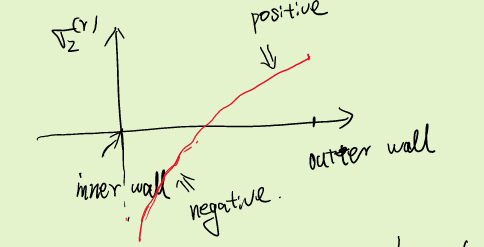 positive
σz(r)
outter wall
inner wall
negative.